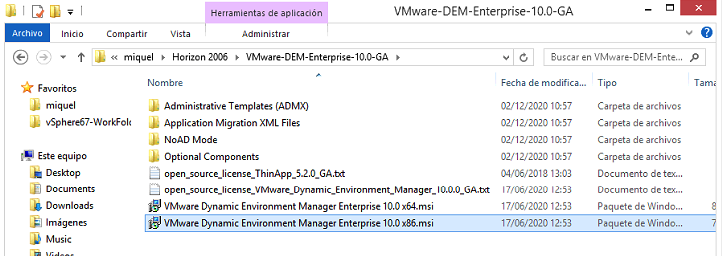 Herramientas de aplicación
VMware-DEM-Enterprise-10.0-GA
Archivo Inicio Compartir Vista Administrar
miquel Horizon 2006 VMware-DEM-Enterprise-10.0-GA
Buscar en VMware-DEM-Ente...
Nombre Fecha de modifica... Tipo
Favoritos
miquel
vSphere67-WorkFold
Este equipo
Desktop
Documents
Downloads
Imágenes
Music
Videos
Administrative Templates (ADMX) 02/12/2020 10:57 Carpeta de archivos
Application Migration XML Files 02/12/2020 10:57 Carpeta de archivos
NoAD Mode 02/12/2020 10:57 Carpeta de archivos
Optional Components 02/12/2020 10:57 Carpeta de archivos
open_source_license_ThinApp_5.2.0_GA.txt 04/06/2018 13:03 Documento de tex...
open_source_license_VMware_Dynamic_Environment_Manager_10.0.0_GA.txt 17/06/2020 12:53 Documento de tex...
VMware Dynamic Environment Manager Enterprise 10.0 x64.msi 17/06/2020 12:53 Paquete de Windo...
VMware Dynamic Environment Manager Enterprise 10.0 x86.msi 17/06/2020 12:53 Paquete de Windo...